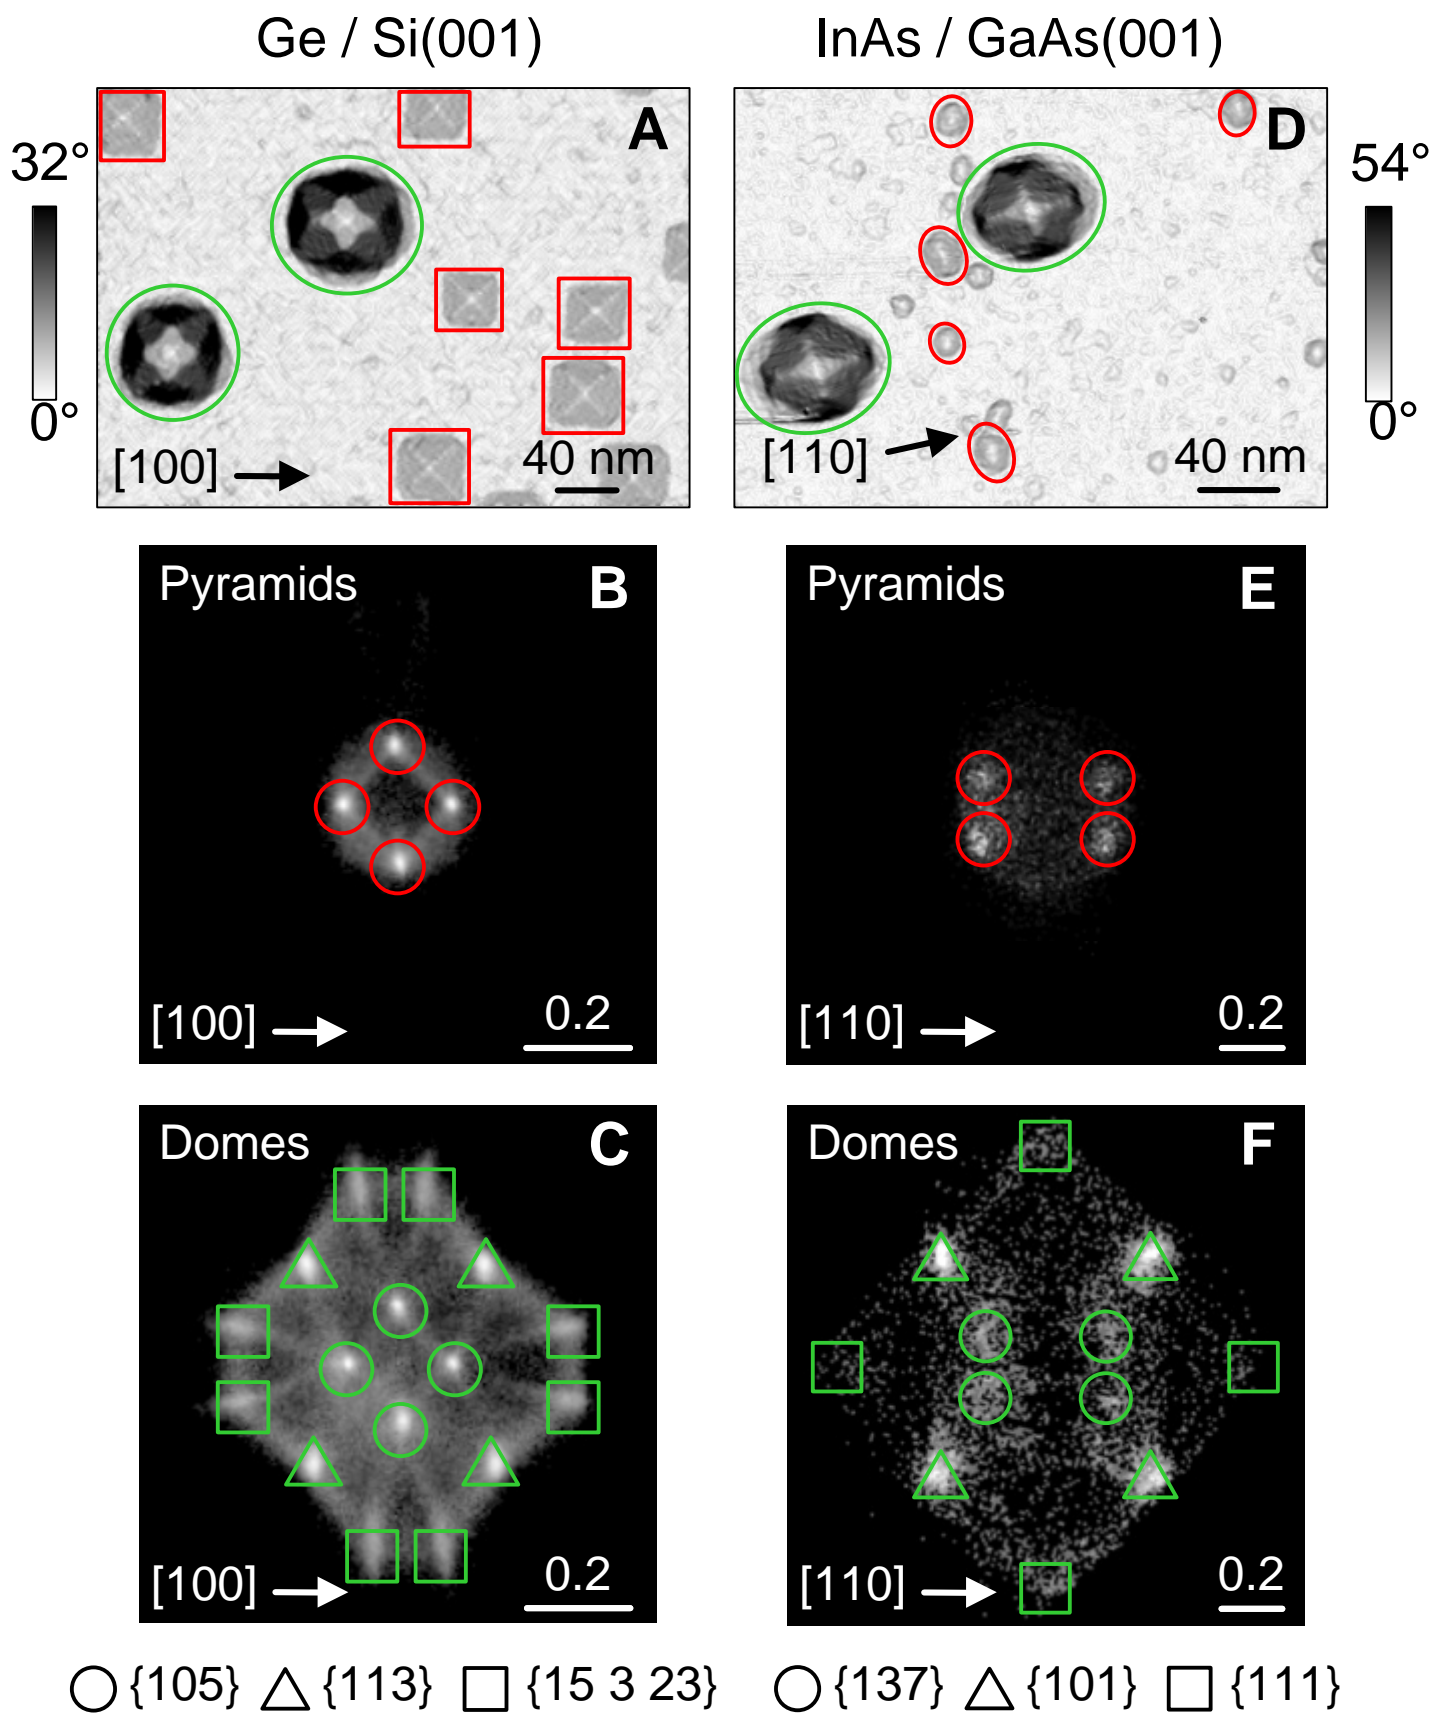 Ge / Si(001)
InAs / GaAs(001)
A
32°
0°
[100]
40 nm
D
54°
0°
[110]
40 nm
Pyramids
B
[100]
0.2
Pyramids
E
[110]
0.2
Domes
C
[100]
0.2
Domes
F
[110]
0.2
{105} {113} {15 3 23}
{137} {101} {111}